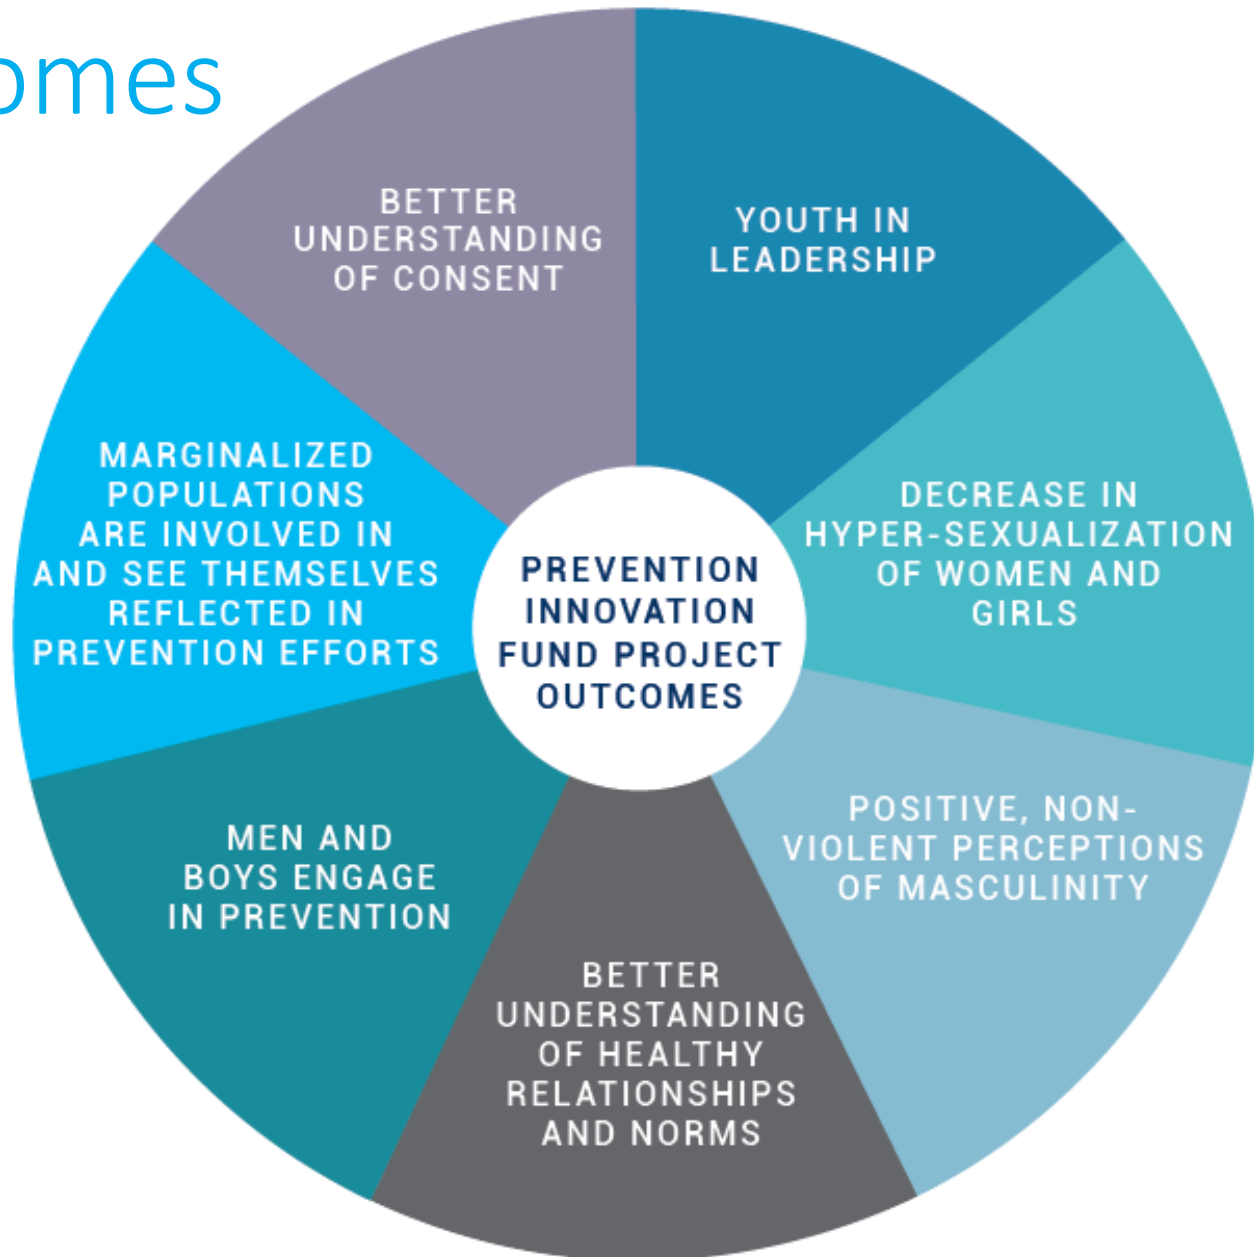 omes
BETTER
UNDERSTANDING
OF CONSENT
YOUTH IN
LEADERSHIP
DECREASE IN
HYPER-SEXUALIZATION
OF WOMEN AND
GIRLS
POSITIVE, NON-
VIOLENT PERCEPTIONS
OF MASCULINITY
BETTER
UNDERSTANDING
OF HEALTHY
RELATIONSHIPS
AND NORMS
MEN AND
BOYS ENGAGE
IN PREVENTION
MARGINALIZED
POPULATIONS
ARE INVOLVED IN
AND SEE THEMSELVES
REFLECTED IN
PREVENTION EFFORTS
PREVENTION
INNOVATION
FUND PROJECT
OUTCOMES